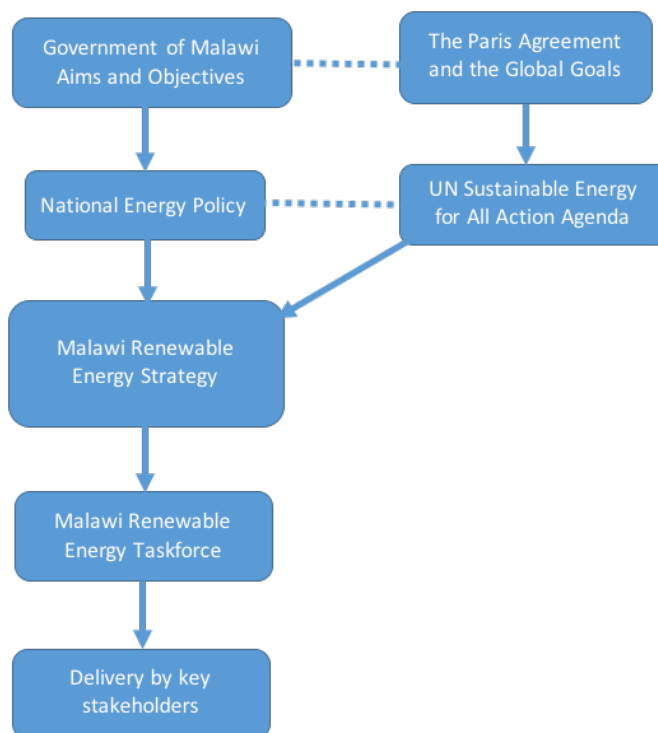 Government of Malawi
Aims and Objectives
The Paris Agreement
and the Global Goals
National Energy Policy
UN Sustainable Energy
for All Action Agenda
Malawi Renewable
Energy Strategy
Malawi Renewable
Energy Taskforce
Delivery by key
stakeholders